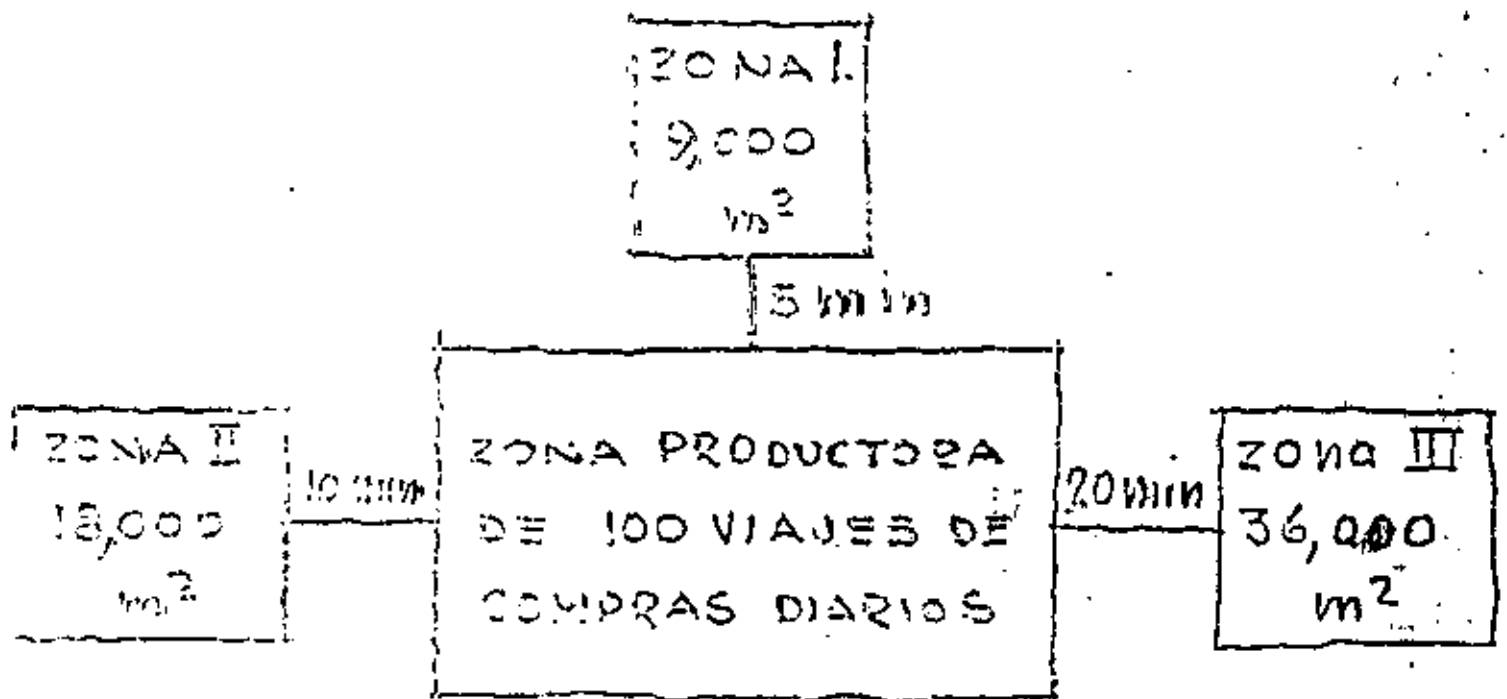 ZONA I.
9,000
m²
5 min
ZONA II
18,000
m²
10 min
ZONA PRODUCTORA
DE 100 VIAJES DE
COMPRAS DIARIOS
20 min
zona III
36,000
m²